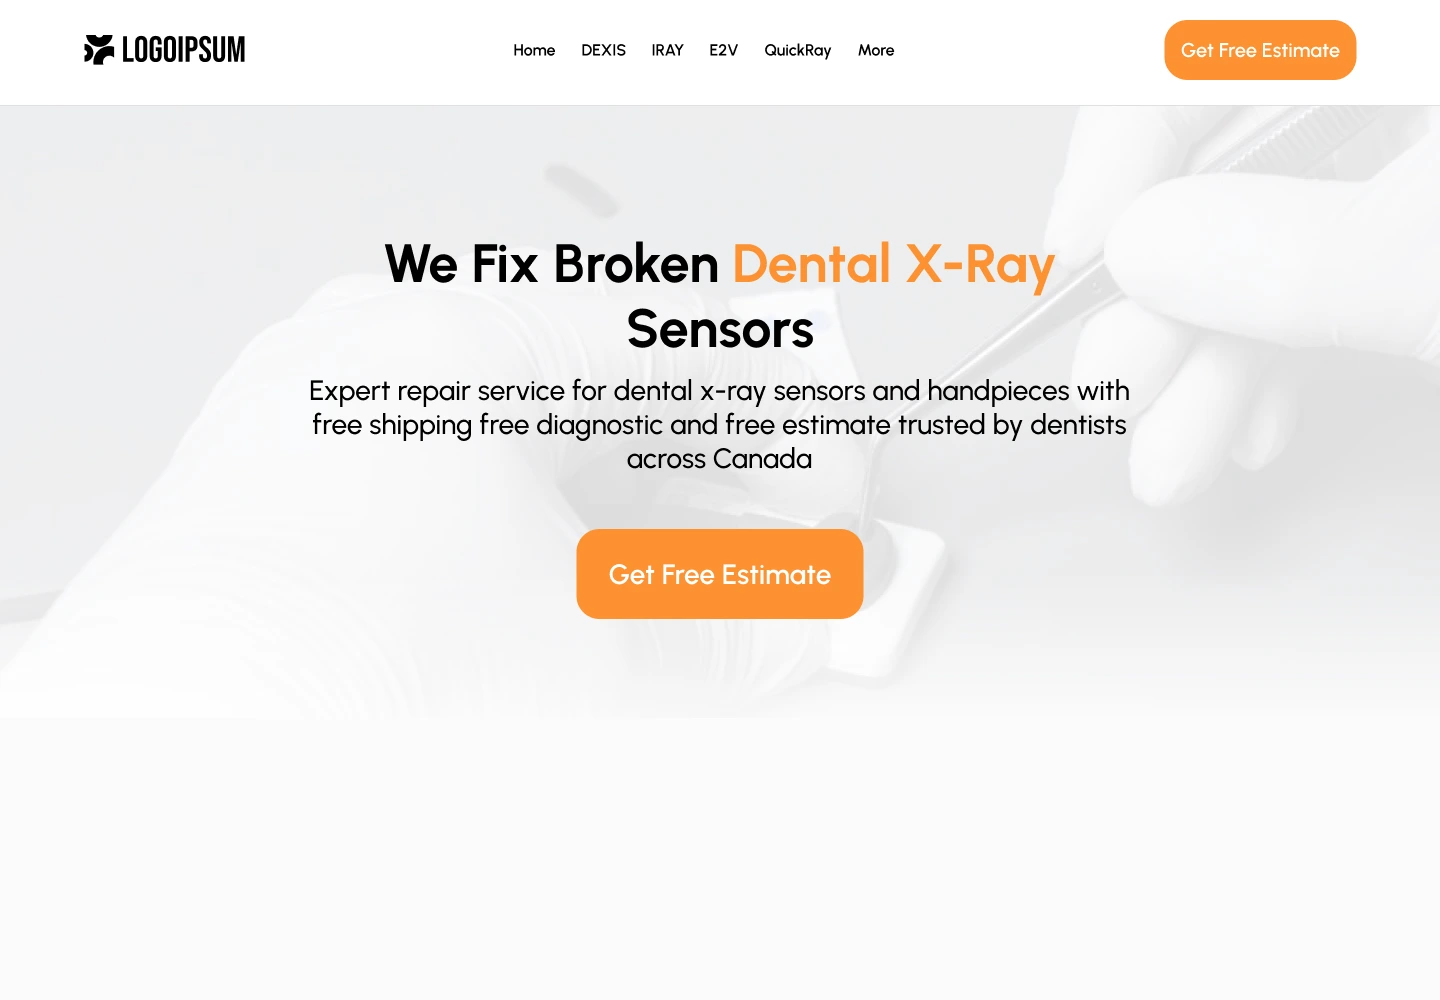 LOGOIPSUM
Home DEXIS IRAY E2V QuickRay More
Get Free Estimate
We Fix Broken Dental X-Ray
Sensors
Expert repair service for dental x-ray sensors and handpieces with
free shipping free diagnostic and free estimate trusted by dentists
across Canada
Get Free Estimate